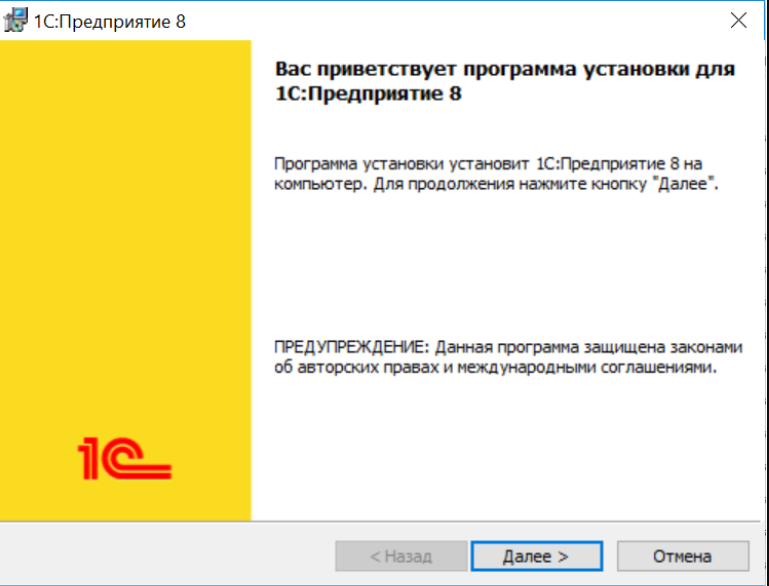 1С:Предприятие 8
Вас приветствует программа установки для
1С:Предприятие 8
Программа установки установит 1С:Предприятие 8 на
компьютер. Для продолжения нажмите кнопку "Далее".
ПРЕДУПРЕЖДЕНИЕ: Данная программа защищена законами
об авторских правах и международными соглашениями.
1С
< Назад
Далее >
Отмена